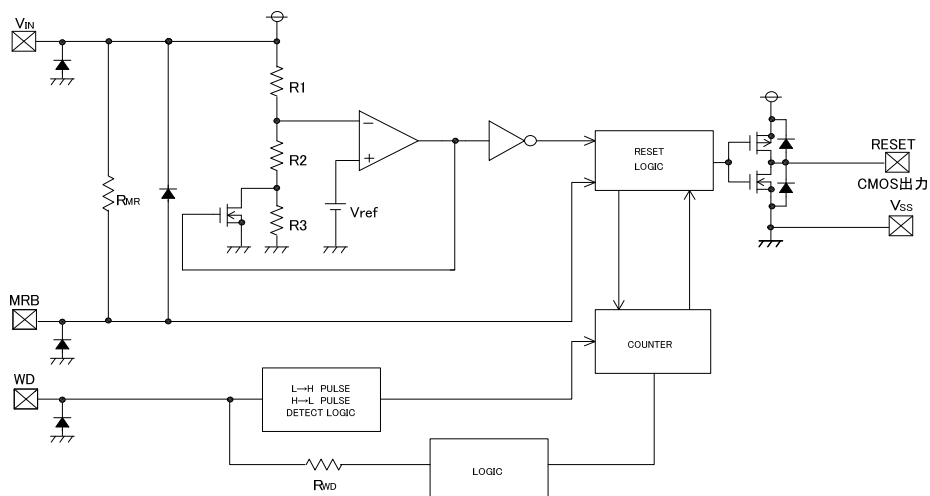 VIN
R1
R2
R3
RMR
Vref
RESET
LOGIC
RESET
CMOS出力
VSS
MRB
COUNTER
WD
L→H PULSE
H→L PULSE
DETECT LOGIC
LOGIC
RWD